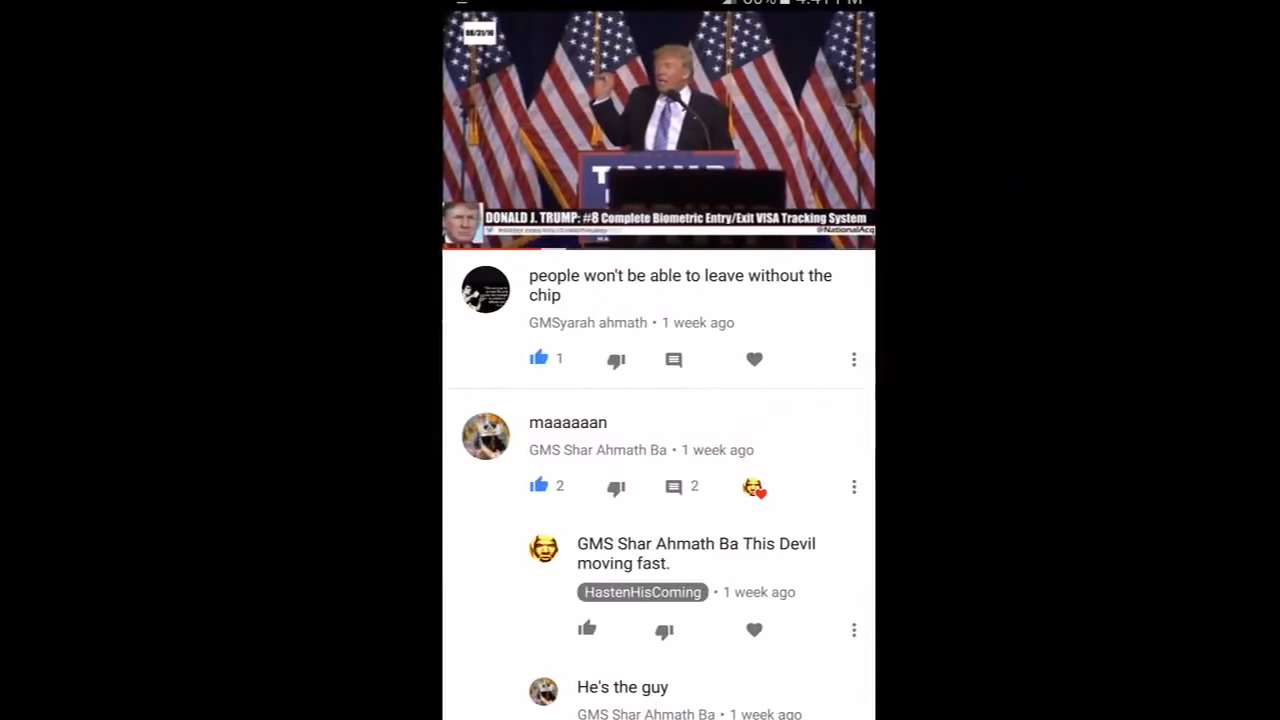 08/31/16
DONALD J. TRUMP: #8 Complete Biometric Entry/Exit VISA Tracking System
@NationalAcq
people won't be able to leave without the
chip
GMSyarah ahmath • 1 week ago
1
maaaaaan
GMS Shar Ahmath Ba • 1 week ago
2 2
GMS Shar Ahmath Ba This Devil
moving fast.
HastenHisComing • 1 week ago
He's the guy
GMS Shar Ahmath Ba • 1 week ago